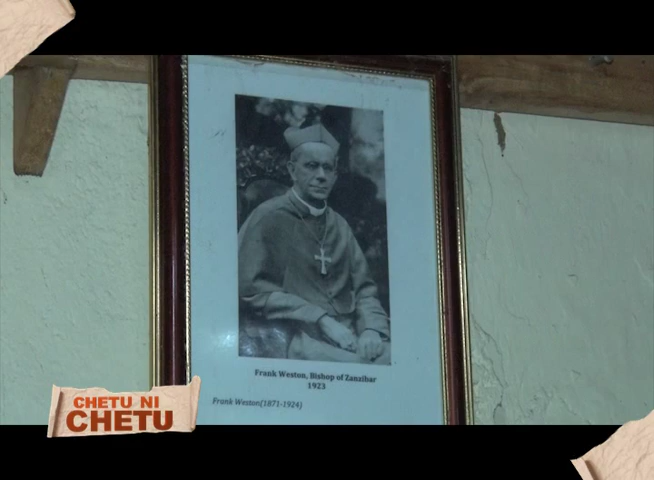 Frank Weston, Bishop of Zanzibar
1923
Frank Weston(1871-1924)
CHETU NI
CHETU